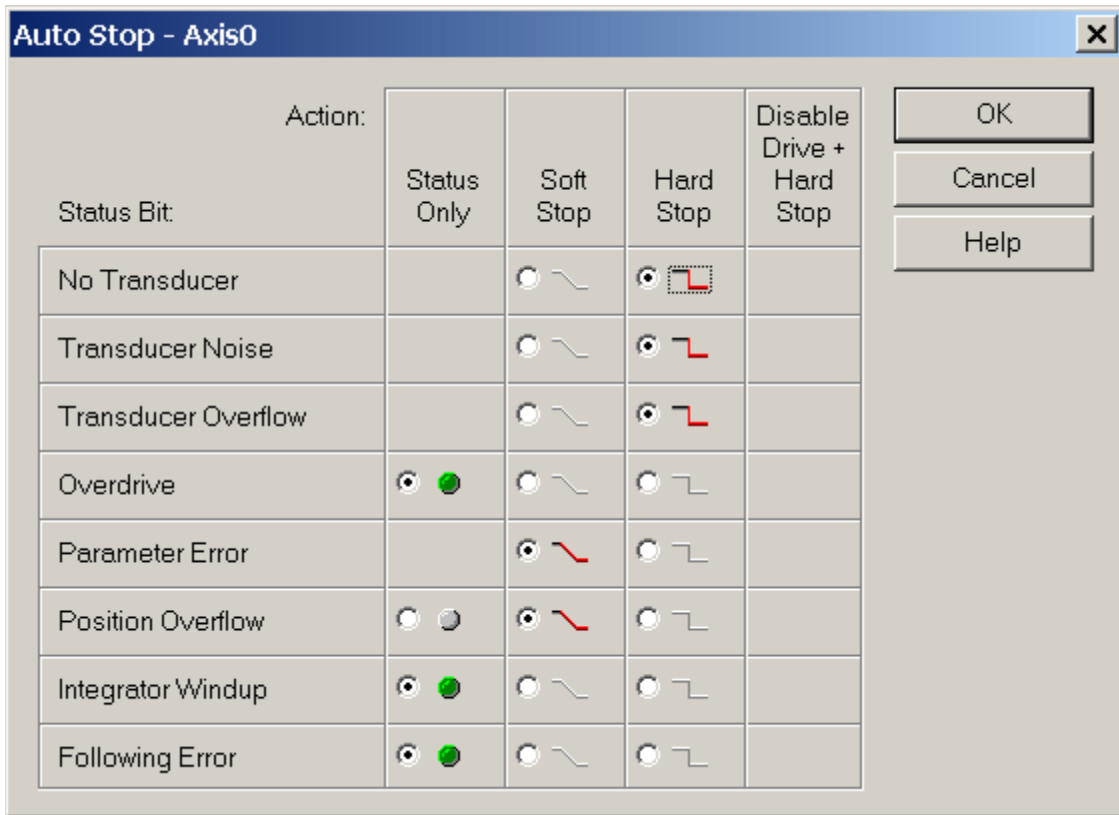 Auto Stop - Axis0
Action:
Status Bit:
Status
Only
Soft
Stop
Hard
Stop
Disable
Drive +
Hard
Stop
OK
Cancel
Help
No Transducer
Transducer Noise
Transducer Overflow
Overdrive
Parameter Error
Position Overflow
Integrator Windup
Following Error